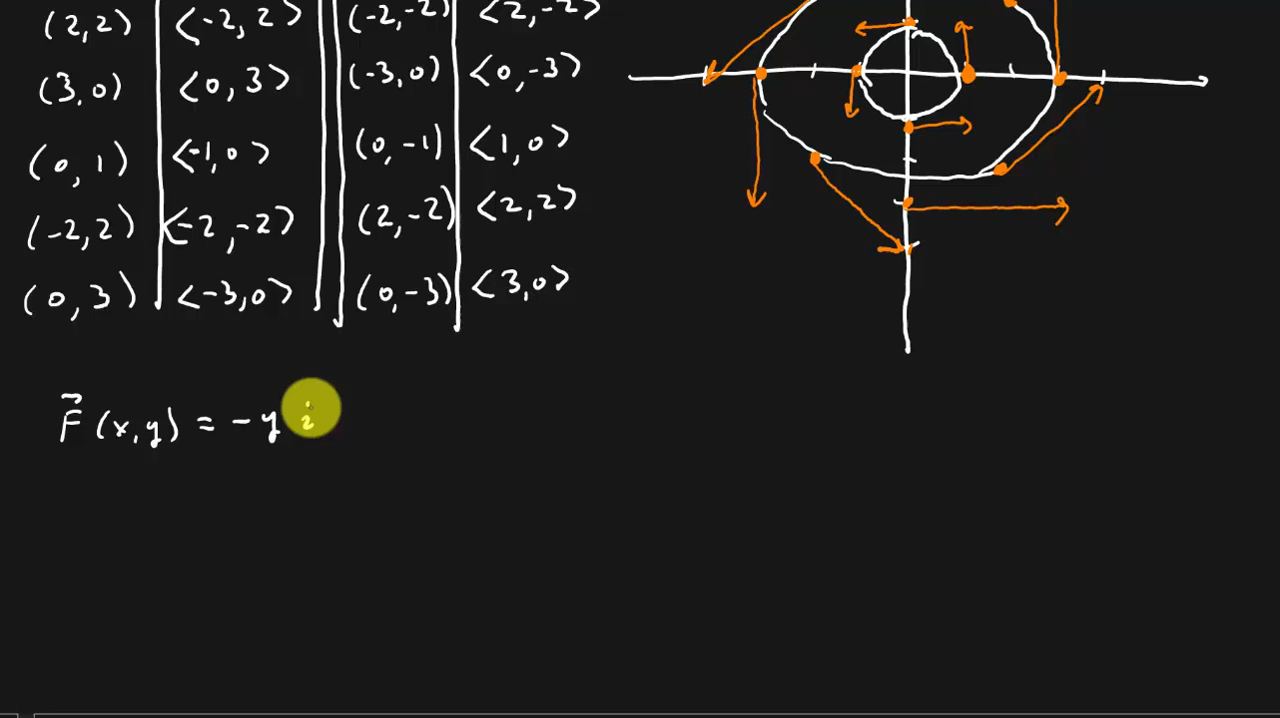 (2,2) <-2,2> (-2,-2) <2,-2>
(3,0) <0,3> (-3,0) <0,-3>
(0,1) <-1,0> (0,-1) <1,0>
(-2,2) <-2,-2> (2,-2) <2,2>
(0,3) <-3,0> (0,-3) <3,0>
F⃗(x,y) = -y i